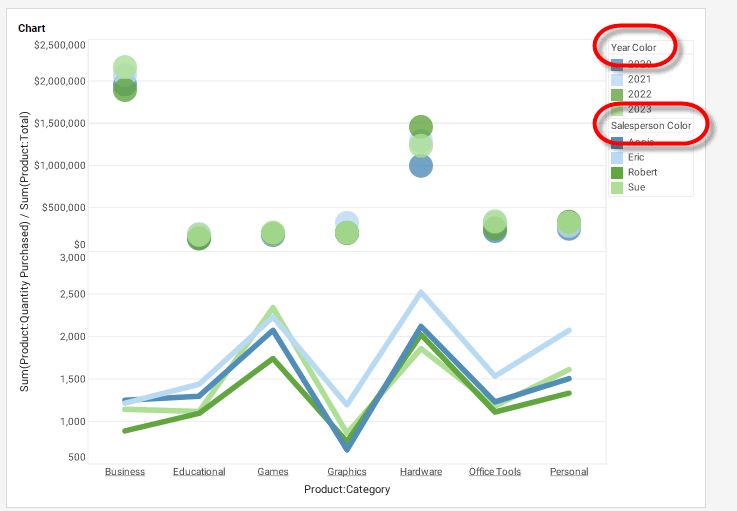 Chart
$2,500,000
$2,000,000
$1,500,000
$1,000,000
$500,000
$0
3,000
2,500
2,000
1,500
1,000
500
Sum(Product:Quantity Purchased) / Sum(Product:Total)
Business Educational Games Graphics Hardware Office Tools Personal
Product:Category
Year Color
2020
2021
2022
2023
Salesperson Color
Annie
Eric
Robert
Sue